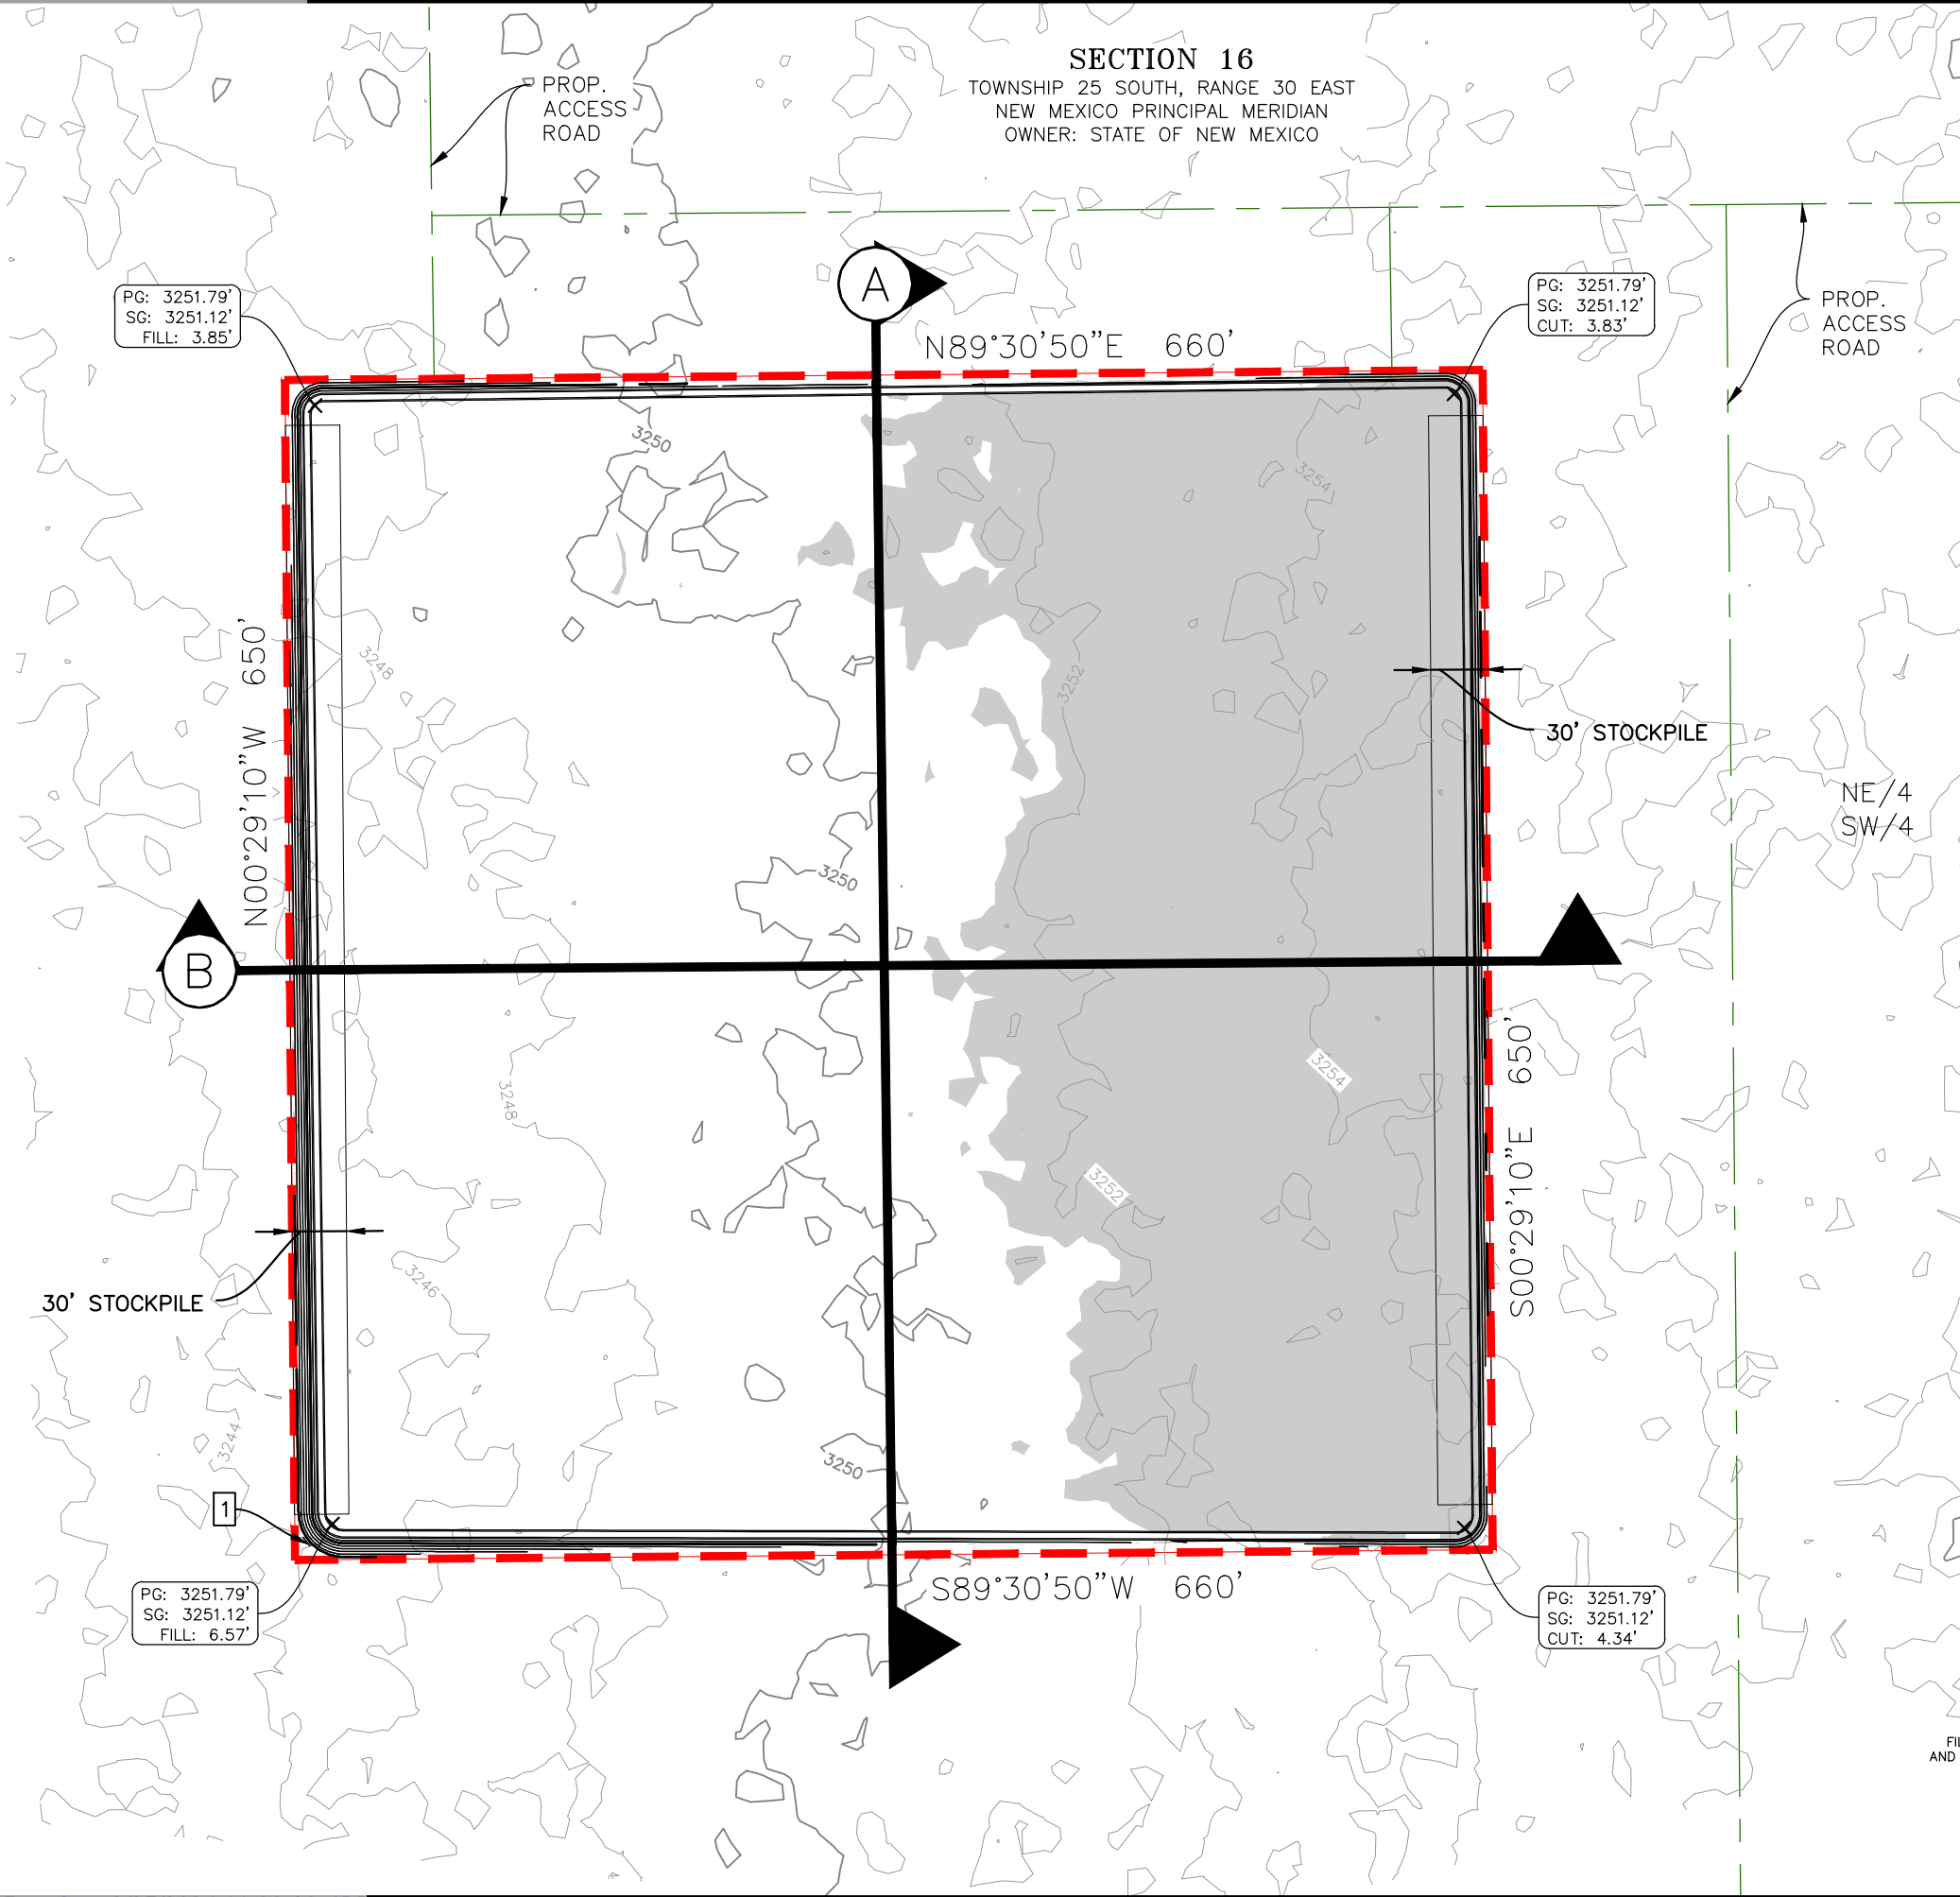 SECTION 16
TOWNSHIP 25 SOUTH, RANGE 30 EAST
NEW MEXICO PRINCIPAL MERIDIAN
OWNER: STATE OF NEW MEXICO
PROP.
ACCESS
ROAD
PG: 3251.79'
SG: 3251.12'
FILL: 3.85'
A
PG: 3251.79'
SG: 3251.12'
CUT: 3.83'
PROP.
ACCESS
ROAD
N89°30'50"E 660'
3250
3254
N00°29'10"W 650'
3248
3252
30' STOCKPILE
NE/4
SW/4
3250
B
3248
3254
S00°29'10"E 650'
3252
3246
30' STOCKPILE
3244
3250
1
PG: 3251.79'
SG: 3251.12'
FILL: 6.57'
S89°30'50"W 660'
PG: 3251.79'
SG: 3251.12'
CUT: 4.34'
AND